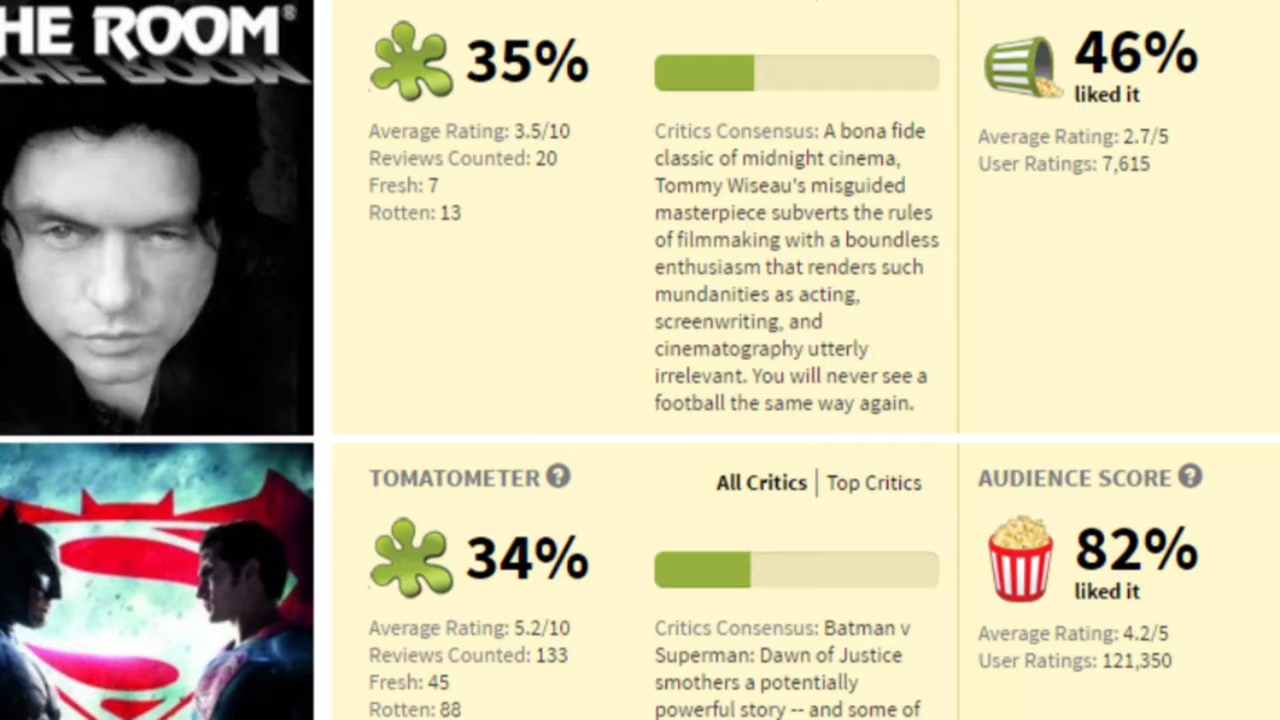 HE ROOM®
35%
Average Rating: 3.5/10
Reviews Counted: 20
Fresh: 7
Rotten: 13
Critics Consensus: A bona fide
classic of midnight cinema,
Tommy Wiseau's misguided
masterpiece subverts the rules
of filmmaking with a boundless
enthusiasm that renders such
mundanities as acting,
screenwriting, and
cinematography utterly
irrelevant. You will never see a
football the same way again.
46%
liked it
Average Rating: 2.7/5
User Ratings: 7,615
TOMATOMETER ?
All Critics | Top Critics
34%
Average Rating: 5.2/10
Reviews Counted: 133
Fresh: 45
Rotten: 88
Critics Consensus: Batman v
Superman: Dawn of Justice
smothers a potentially
powerful story -- and some of
AUDIENCE SCORE ?
82%
liked it
Average Rating: 4.2/5
User Ratings: 121,350